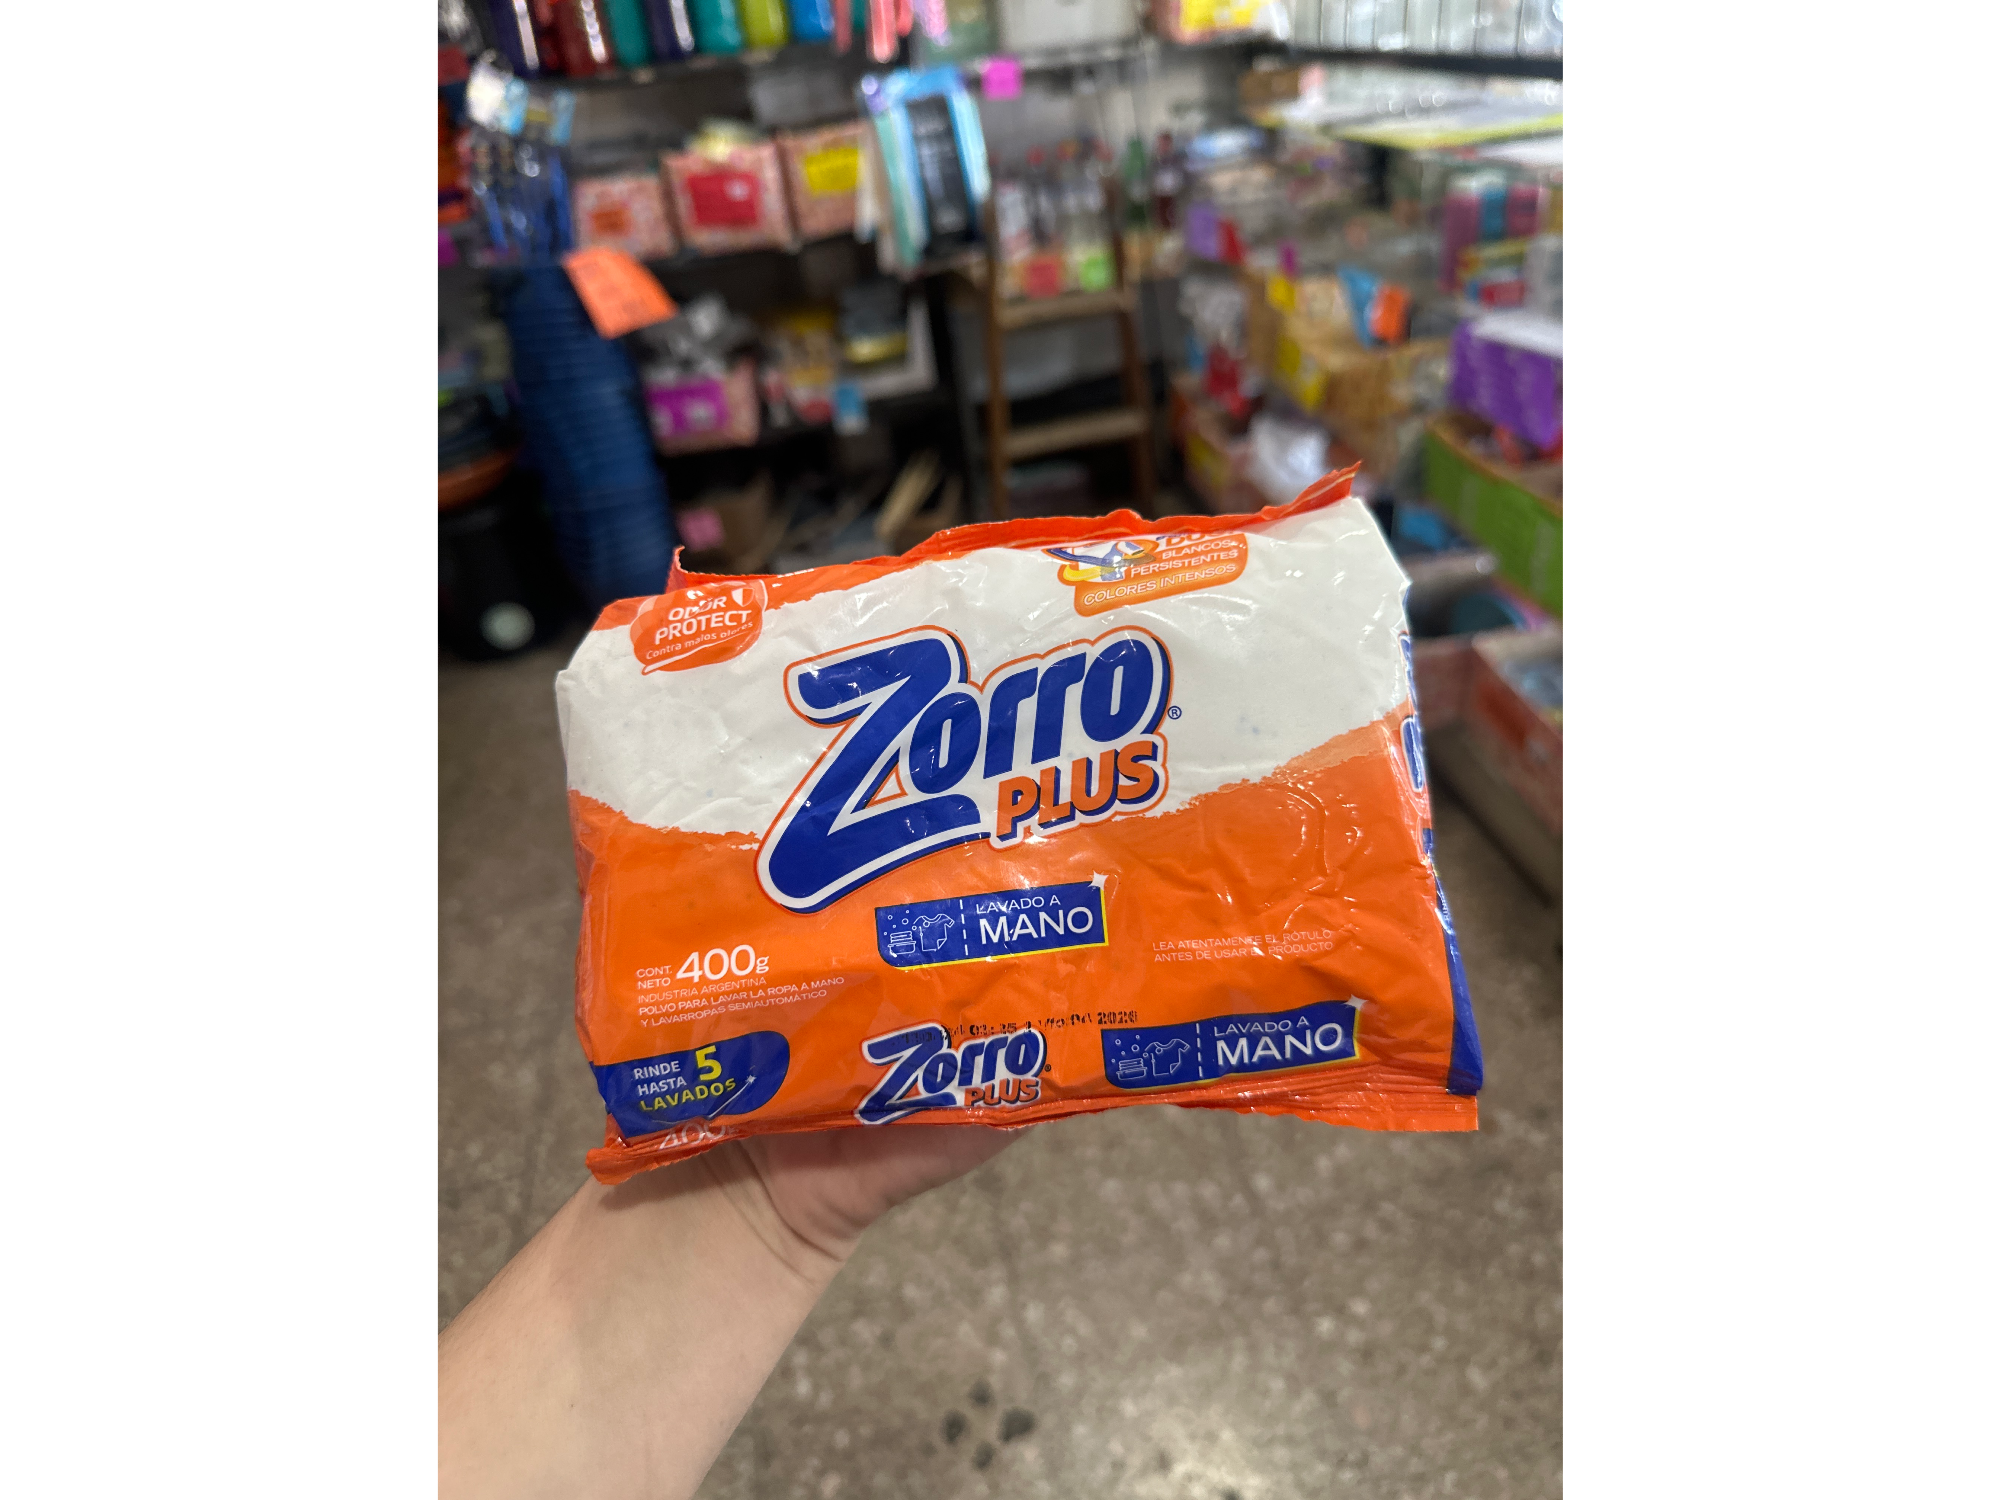 ODOR
PROTECT
Contra malos olores
BLANCOS
PERSISTENTES
COLORES INTENSOS
Zorro®
PLUS
LAVADO A
MANO
CONT.
NETO 400g
INDUSTRIA ARGENTINA
POLVO PARA LAVAR LA ROPA A MANO
Y LAVARROPAS SEMIAUTOMÁTICO
LEA ATENTAMENTE EL RÓTULO
ANTES DE USAR EL PRODUCTO
2026
RINDE
HASTA 5
LAVADOS
Zorro
PLUS
LAVADO A
MANO
400g